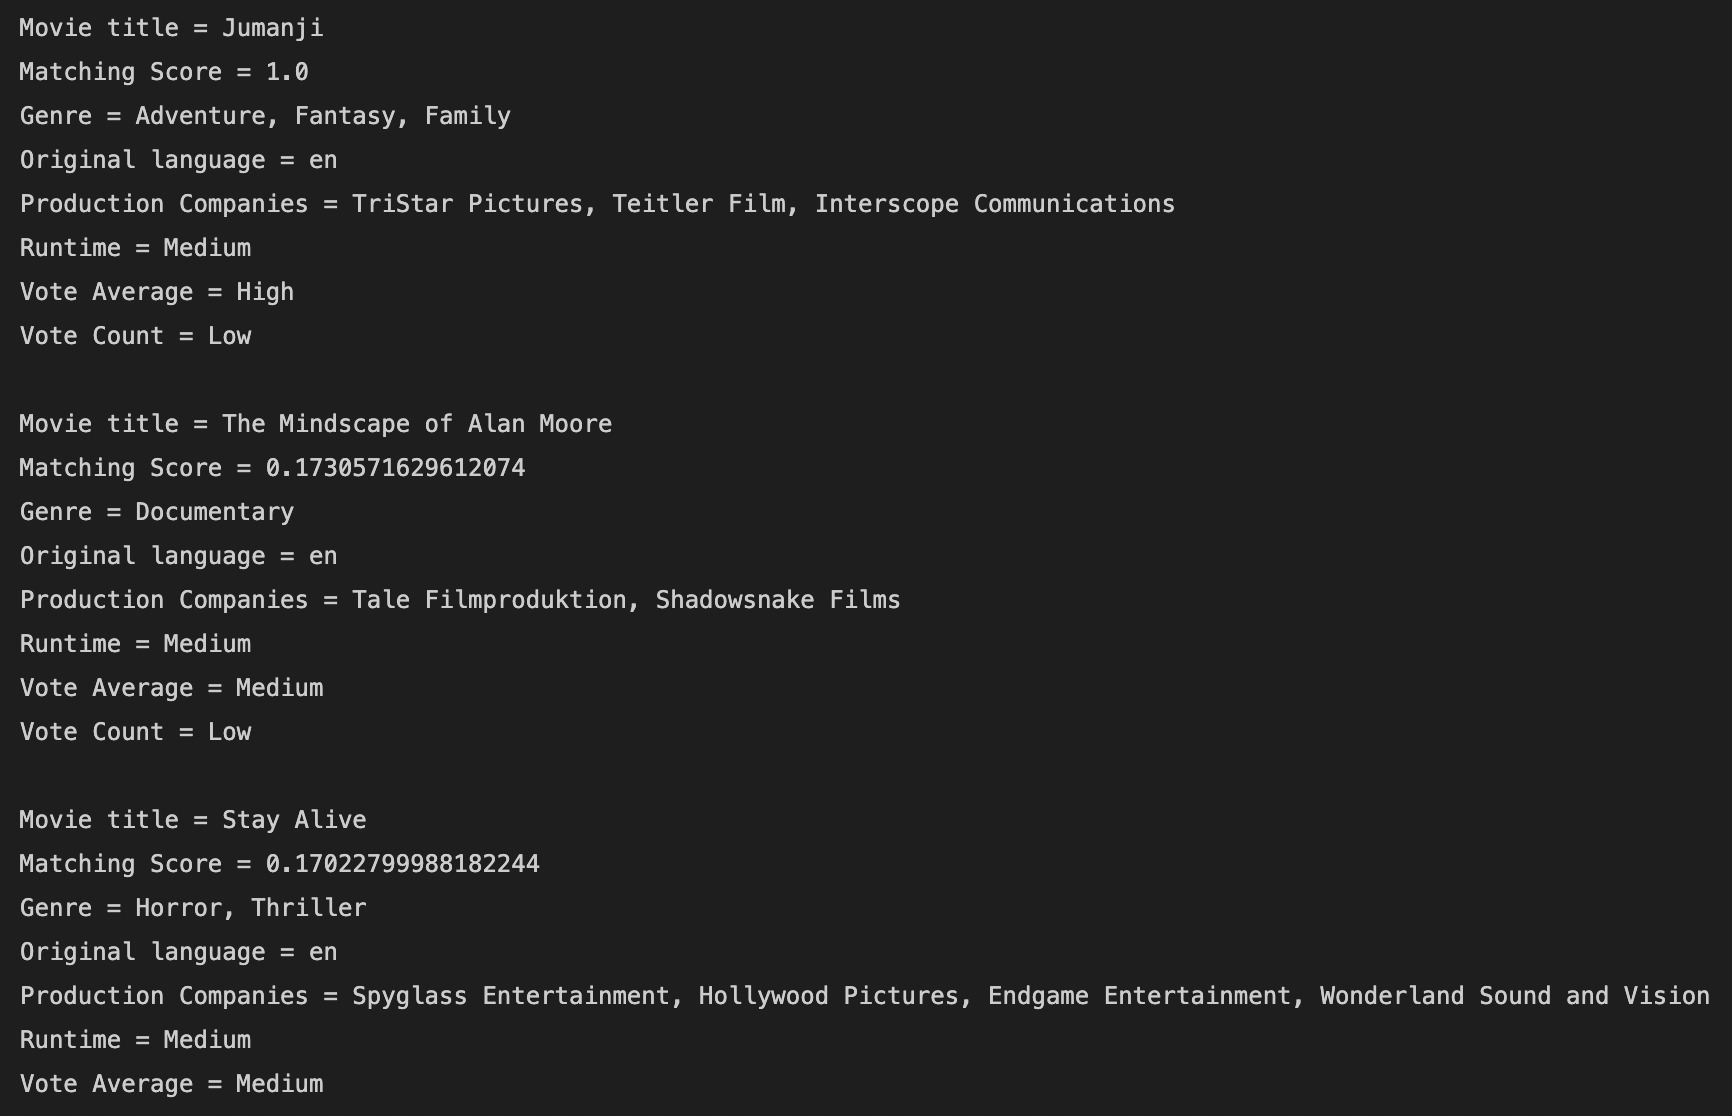 Movie title = Jumanji
Matching Score = 1.0
Genre = Adventure, Fantasy, Family
Original language = en
Production Companies = TriStar Pictures, Teitler Film, Interscope Communications
Runtime = Medium
Vote Average = High
Vote Count = Low
Movie title = The Mindscape of Alan Moore
Matching Score = 0.1730571629612074
Genre = Documentary
Original language = en
Production Companies = Tale Filmproduktion, Shadowsnake Films
Runtime = Medium
Vote Average = Medium
Vote Count = Low
Movie title = Stay Alive
Matching Score = 0.17022799988182244
Genre = Horror, Thriller
Original language = en
Production Companies = Spyglass Entertainment, Hollywood Pictures, Endgame Entertainment, Wonderland Sound and Vision
Runtime = Medium
Vote Average = Medium